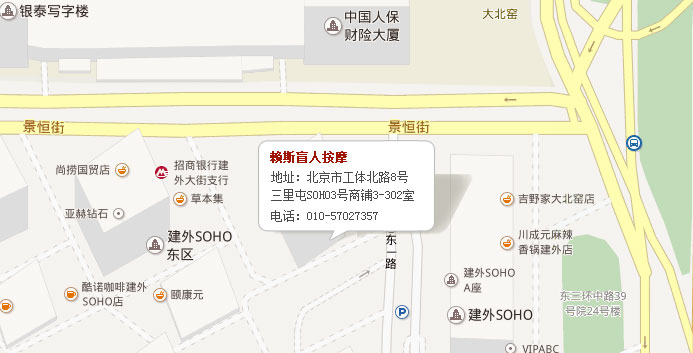 银泰写字楼
中国人保
财险大厦
大北窑
景恒街
景恒街
尚捞国贸店
招商银行建
外大街支行
草本集
亚赫钻石
建外SOHO
东区
酷诺咖啡建外
SOHO店
颐康元
赖斯盲人按摩
地址：北京市工体北路8号
三里屯SOHO3号商铺3-302室
电话：010-57027357
东一路
吉野家大北窑店
川成元麻辣
香锅建外店
建外SOHO
A座
建外SOHO
东三环中路39
号院24号楼
P
VIPABC